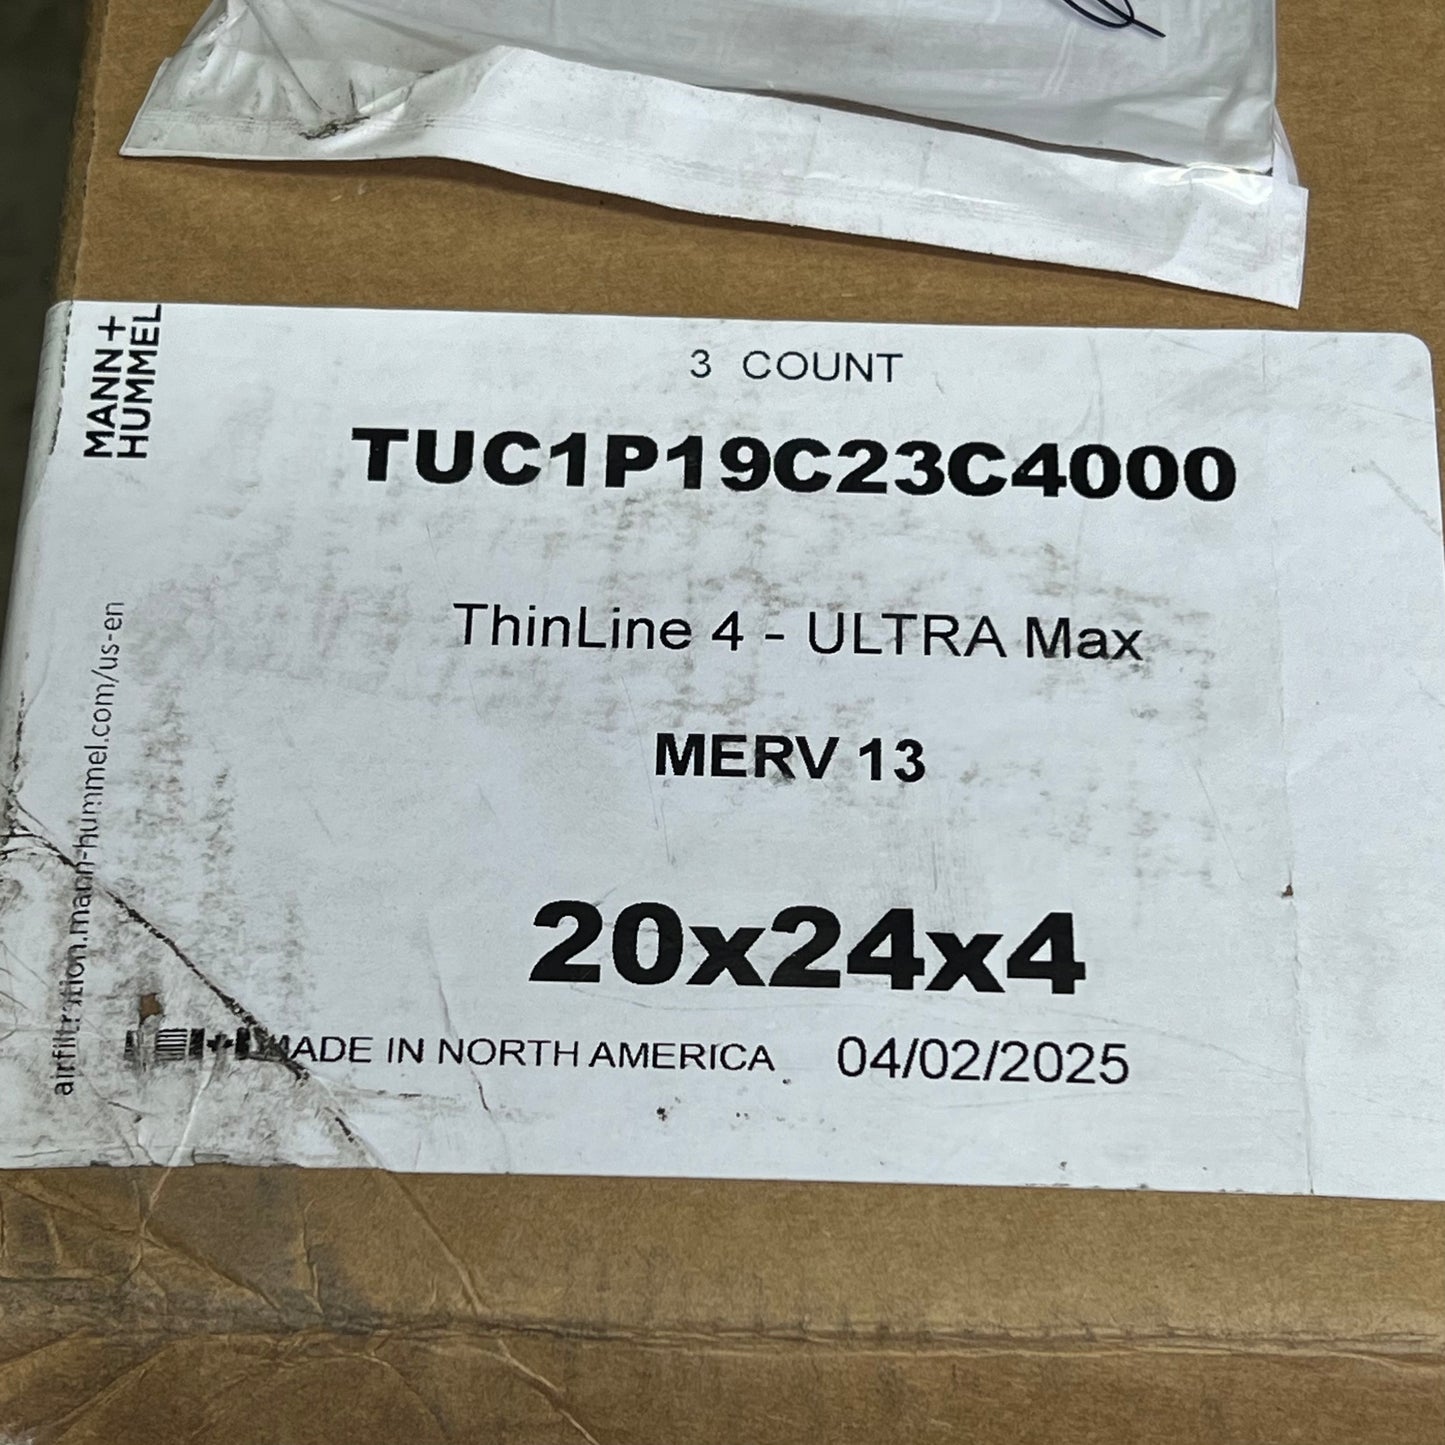 MANN+
HUMMEL
3 COUNT
TUC1P19C23C4000
ThinLine 4 - ULTRA Max
MERV 13
20x24x4
MADE IN NORTH AMERICA 04/02/2025
airfiltration.mann-hummel.com/us-en